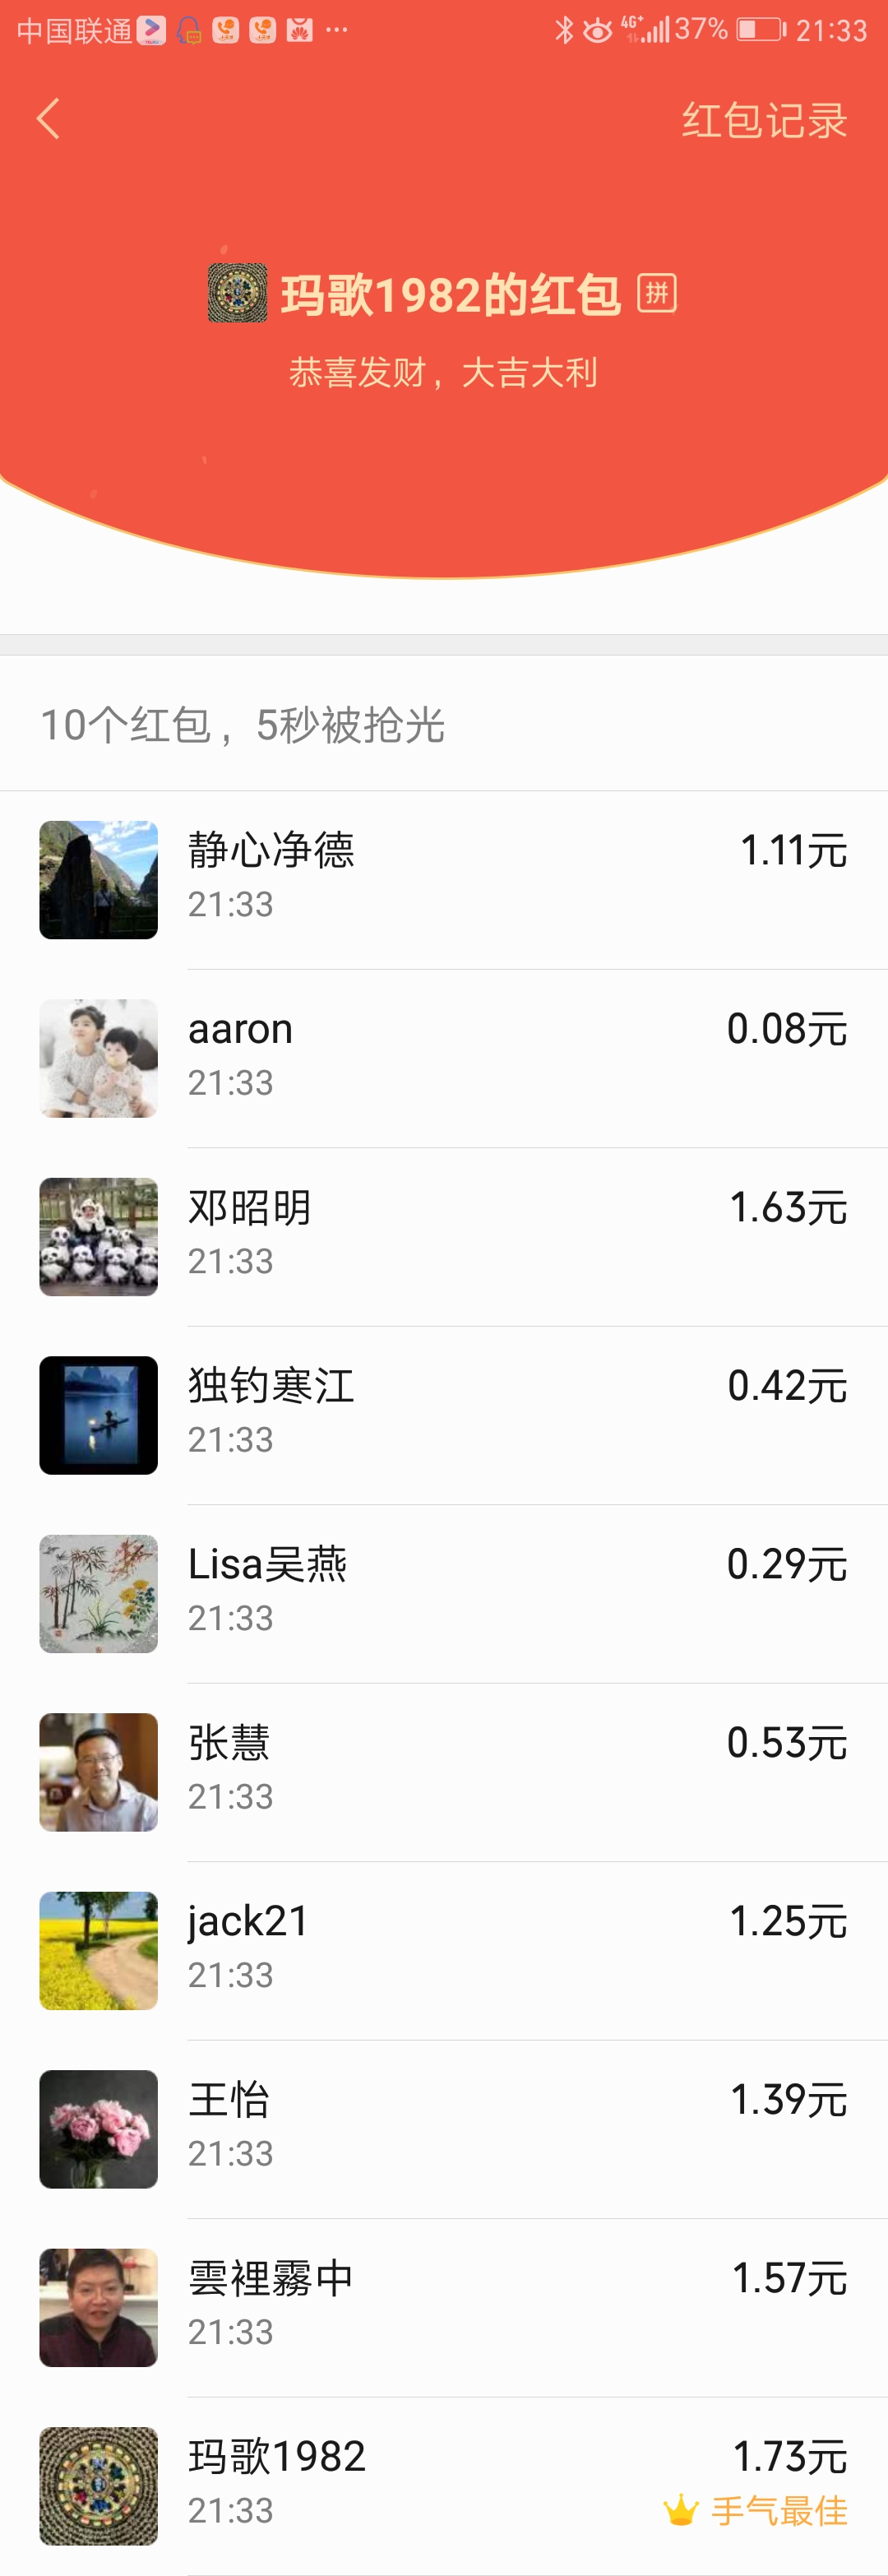 中国联通 4G+ 37% 21:33
红包记录
玛歌1982的红包 拼
恭喜发财，大吉大利
10个红包，5秒被抢光
静心净德 1.11元
21:33
aaron 0.08元
21:33
邓昭明 1.63元
21:33
独钓寒江 0.42元
21:33
Lisa吴燕 0.29元
21:33
张慧 0.53元
21:33
jack21 1.25元
21:33
王怡 1.39元
21:33
雲裡霧中 1.57元
21:33
玛歌1982 1.73元
21:33 手气最佳